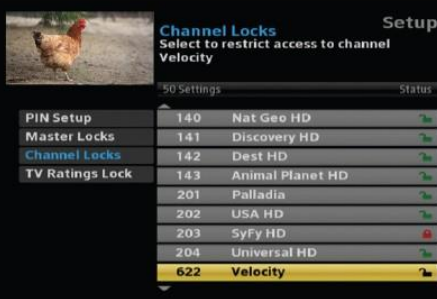 Setup
Channel Locks
Select to restrict access to channel
Velocity
50 Settings Status
PIN Setup
Master Locks
Channel Locks
TV Ratings Lock
140 Nat Geo HD
141 Discovery HD
142 Dest HD
143 Animal Planet HD
201 Palladia
202 USA HD
203 SyFy HD
204 Universal HD
622 Velocity